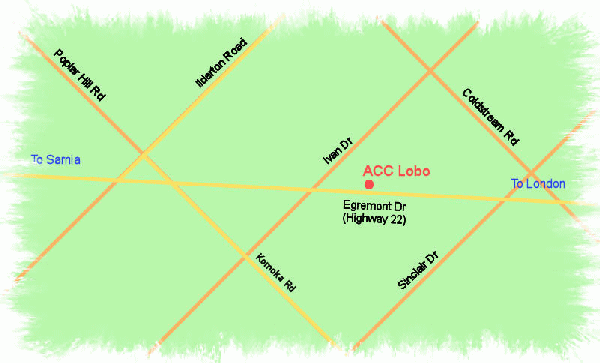 Poplar Hill Rd
Ilderton Road
Coldstream Rd
Ivan Dr
To Sarnia
ACC Lobo
To London
Egremont Dr
(Highway 22)
Komoka Rd
Sinclair Dr